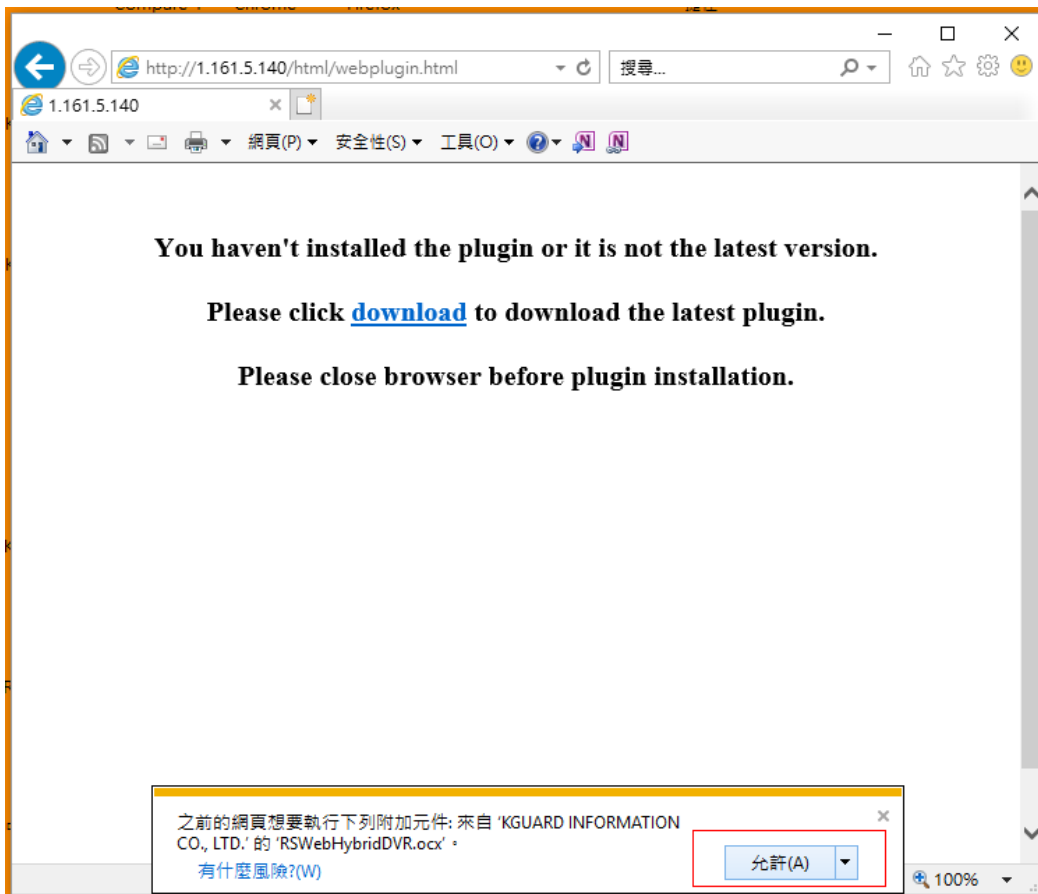 http://1.161.5.140/html/webplugin.html
搜尋...
1.161.5.140
網頁(P) 安全性(S) 工具(O)
You haven't installed the plugin or it is not the latest version.
Please click download to download the latest plugin.
Please close browser before plugin installation.
之前的網頁想要執行下列附加元件: 來自 'KGUARD INFORMATION
CO., LTD.' 的 'RSWebHybridDVR.ocx'。
有什麼風險?(W)
允許(A)
100%